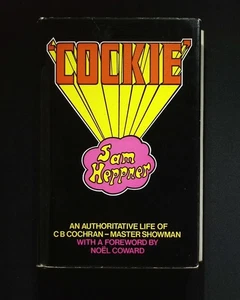 'COCKIE'
Sam
Heppner
AN AUTHORITATIVE LIFE OF
C B COCHRAN – MASTER SHOWMAN
WITH A FOREWORD BY
NOËL COWARD